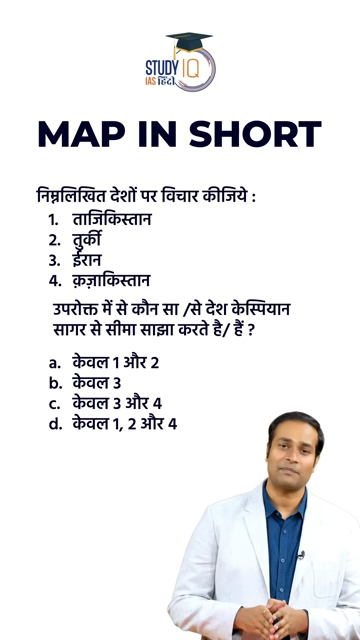 STUDY IQ
IAS हिंदी
MAP IN SHORT
निम्नलिखित देशों पर विचार कीजिये :
1. ताजिकिस्तान
2. तुर्की
3. ईरान
4. क़ज़ाकिस्तान
उपरोक्त में से कौन सा /से देश केस्पियान
सागर से सीमा साझा करते है/ हैं ?
a. केवल 1 और 2
b. केवल 3
c. केवल 3 और 4
d. केवल 1, 2 और 4